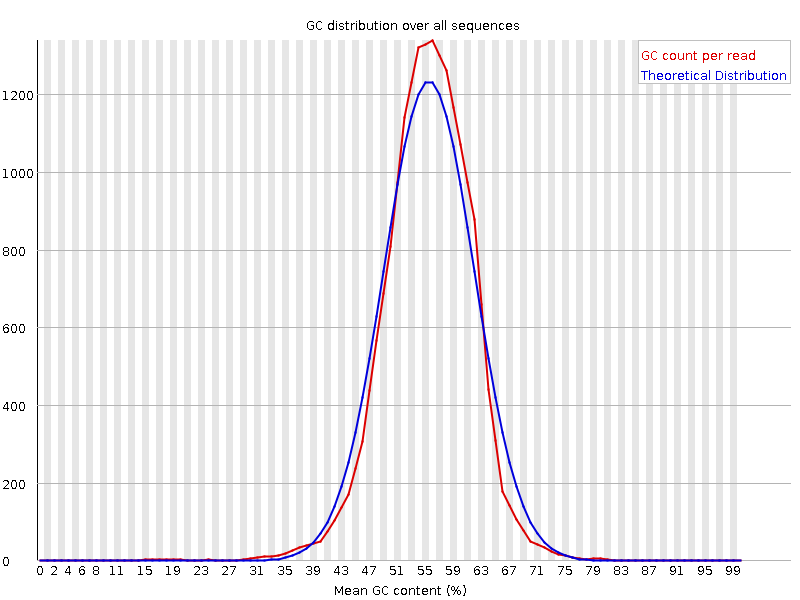 GC distribution over all sequences
GC count per read
Theoretical Distribution
1200
1000
800
600
400
200
0
0 2 4 6 8 11 15 19 23 27 31 35 39 43 47 51 55 59 63 67 71 75 79 83 87 91 95 99
Mean GC content (%)